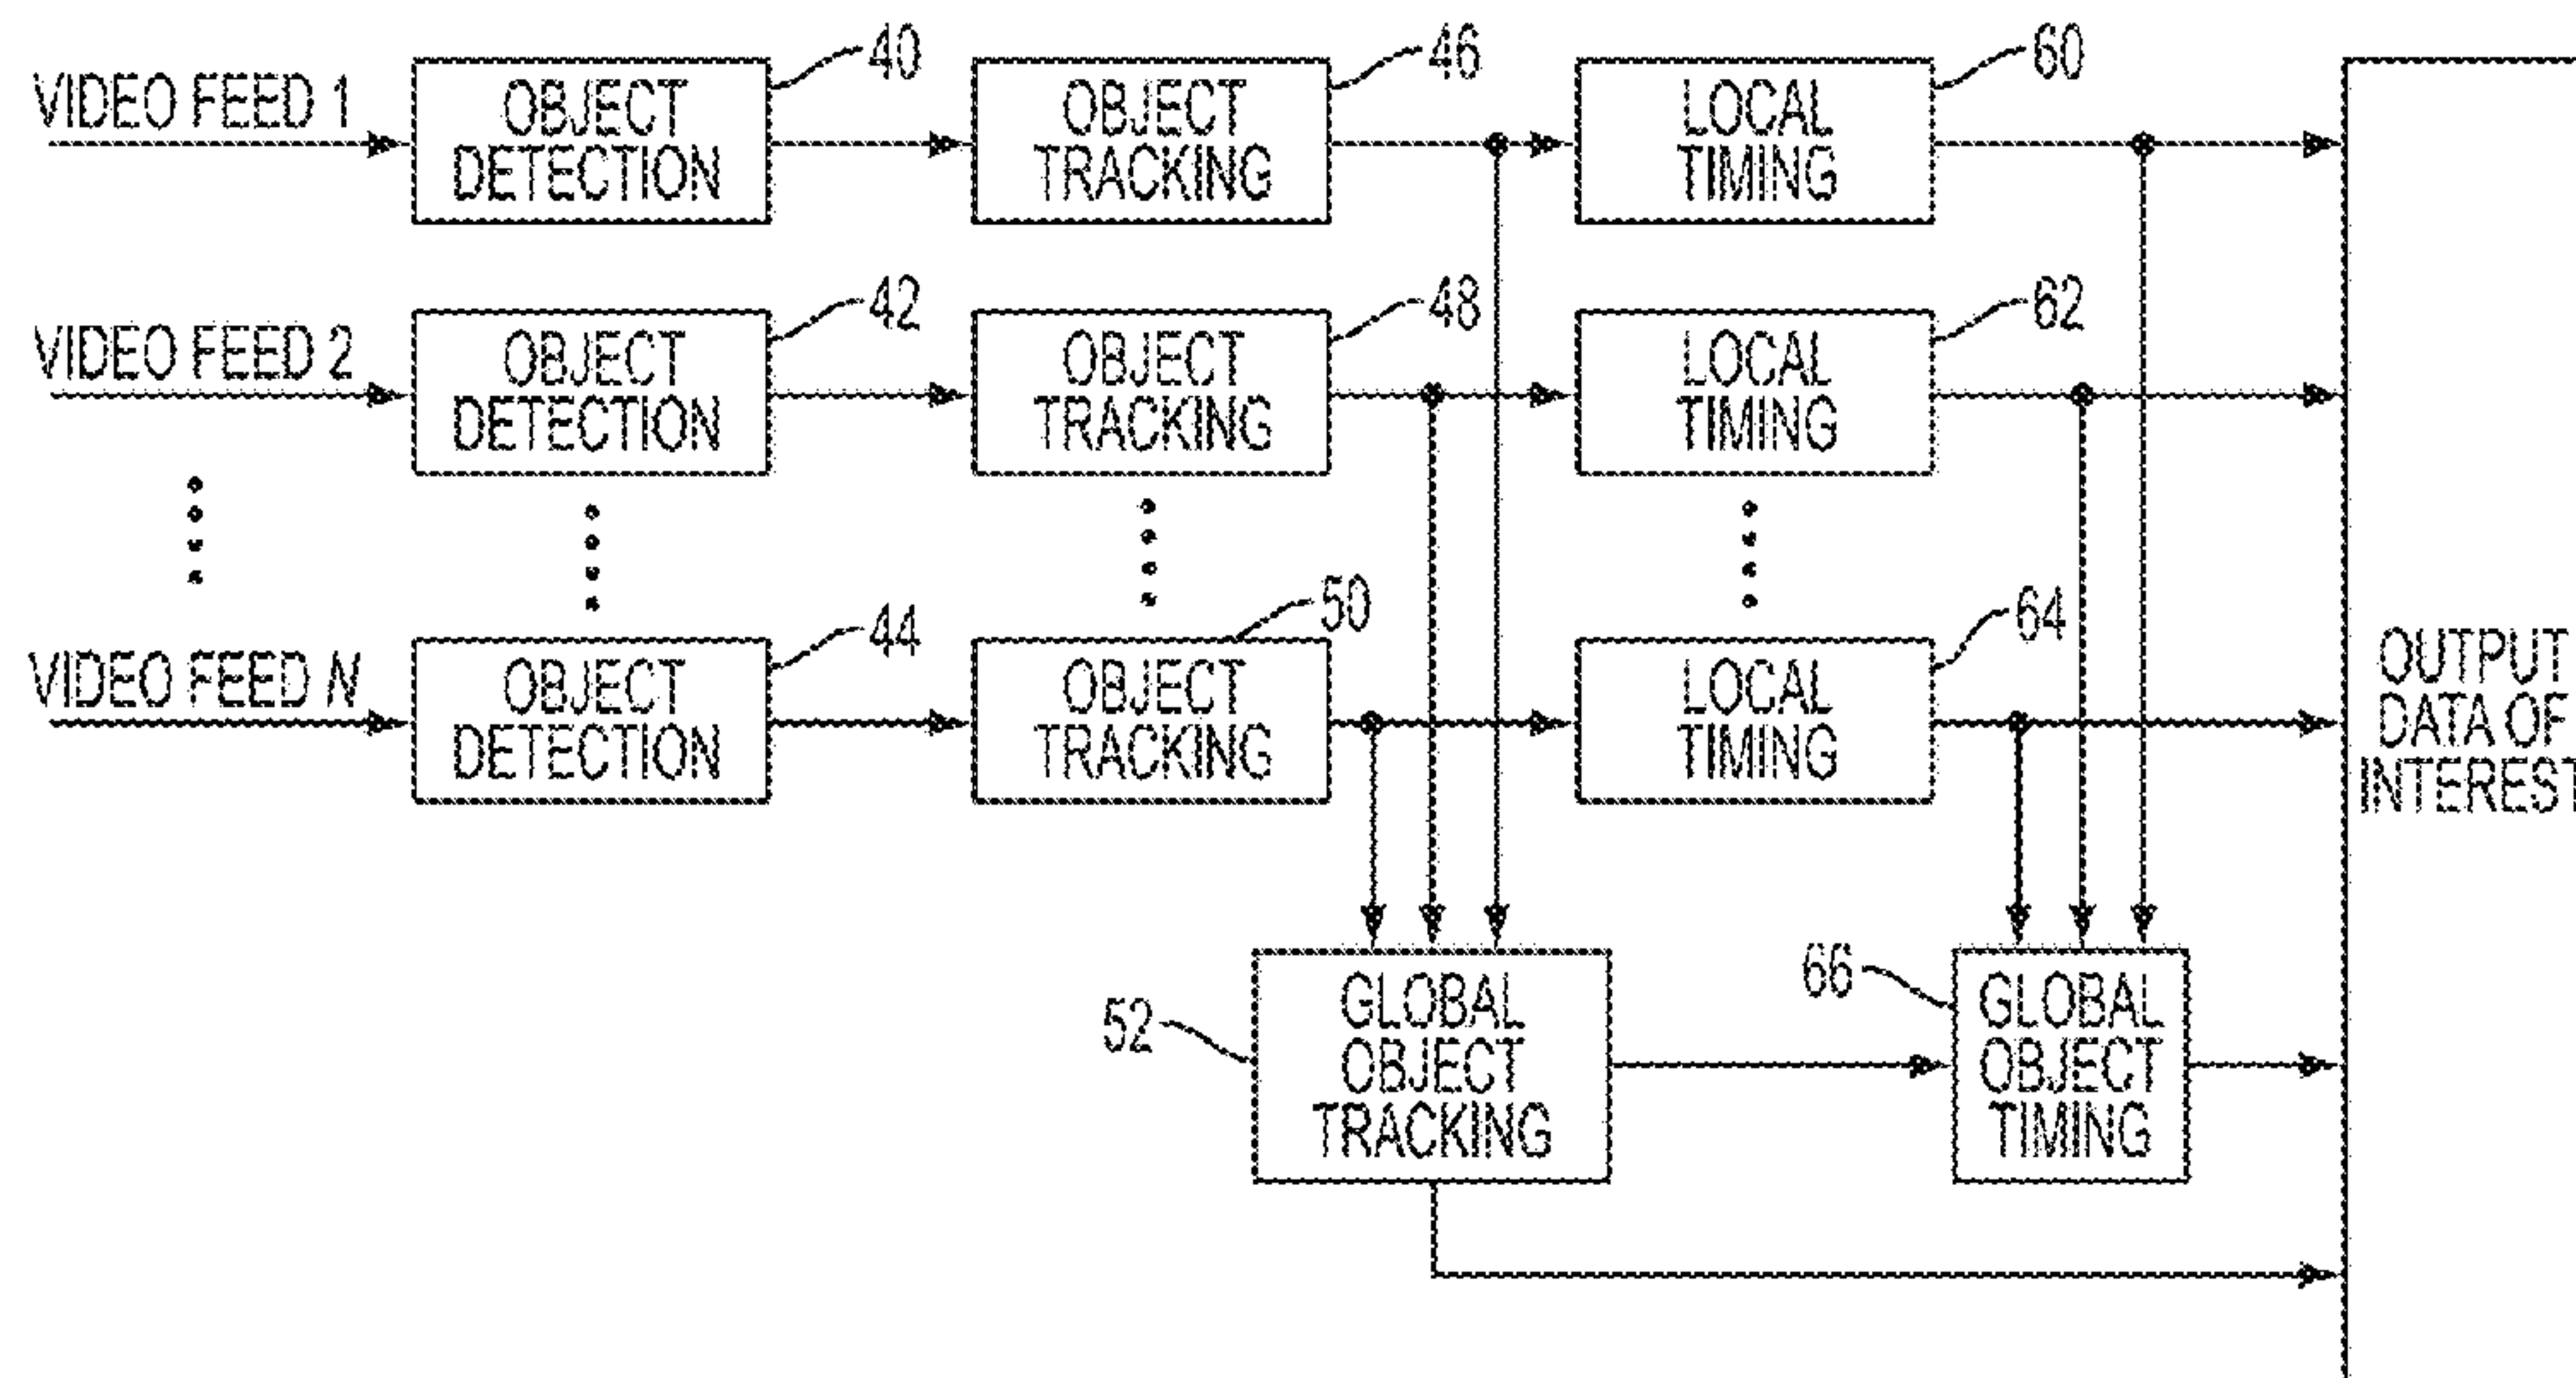 VIDEO FEED 1
OBJECT
DETECTION
40
OBJECT
TRACKING
46
LOCAL
TIMING
60
VIDEO FEED 2
OBJECT
DETECTION
42
OBJECT
TRACKING
48
LOCAL
TIMING
62
VIDEO FEED N
OBJECT
DETECTION
44
OBJECT
TRACKING
50
LOCAL
TIMING
64
OUTPUT
DATA OF
INTEREST
52
GLOBAL
OBJECT
TRACKING
66
GLOBAL
OBJECT
TIMING